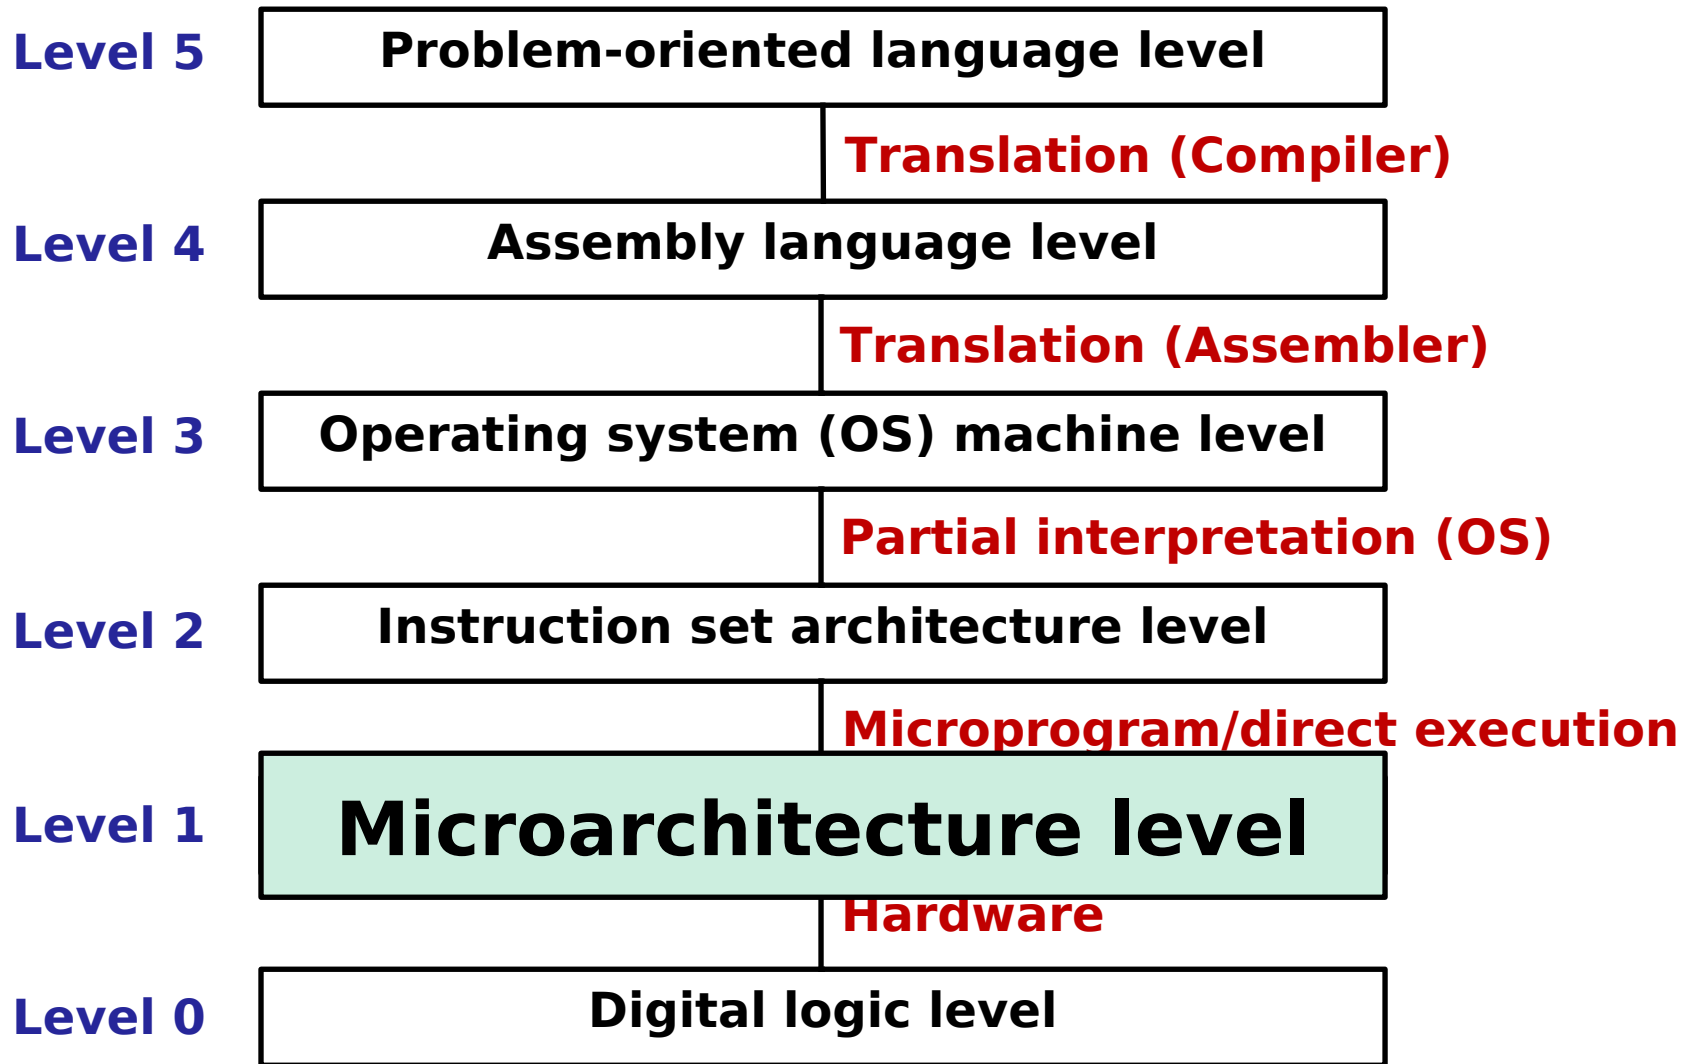 Level 5 Problem-oriented language level
Translation (Compiler)
Level 4 Assembly language level
Translation (Assembler)
Level 3 Operating system (OS) machine level
Partial interpretation (OS)
Level 2 Instruction set architecture level
Microprogram/direct execution
Level 1 Microarchitecture level
Hardware
Level 0 Digital logic level